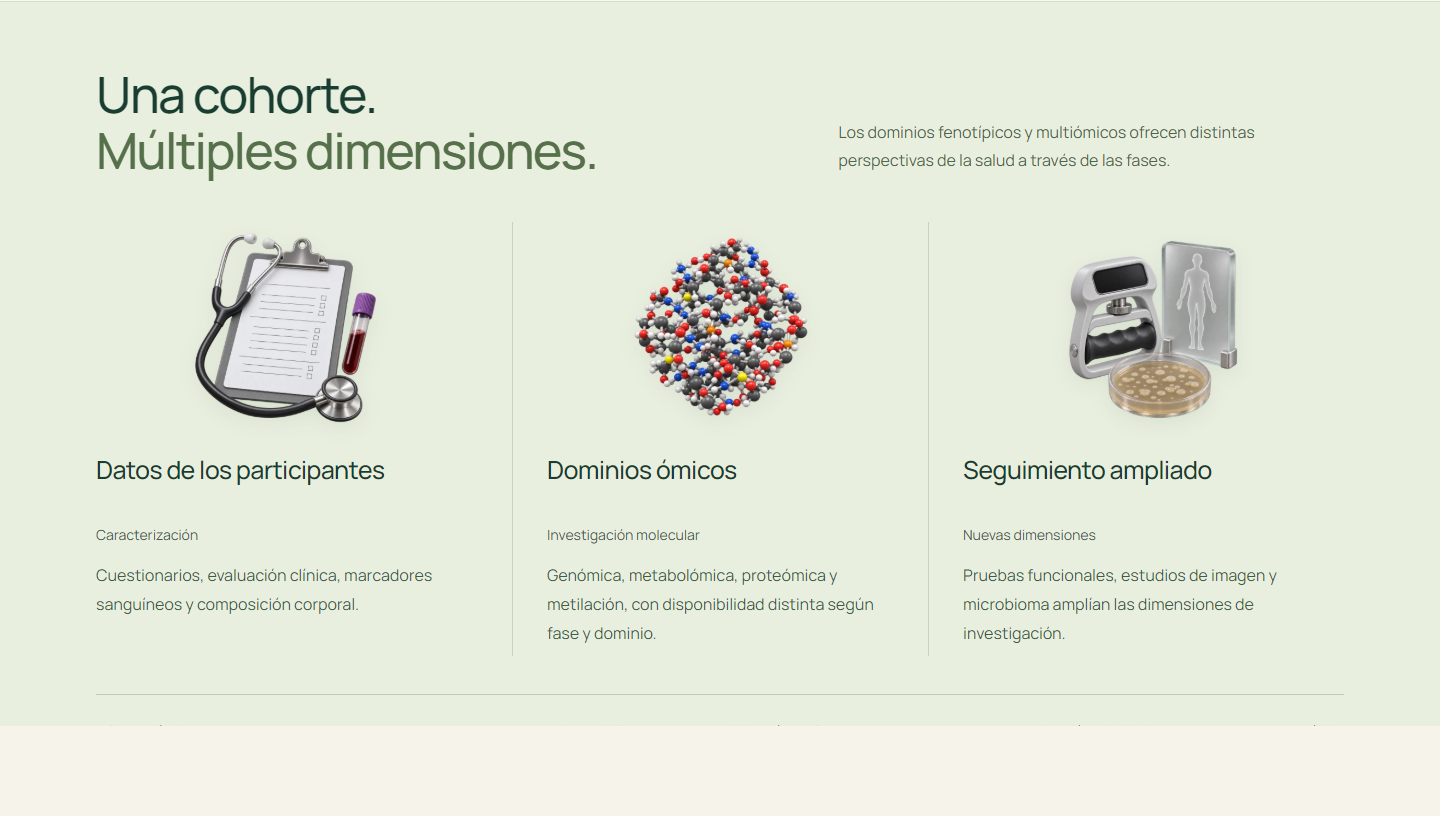 Una cohorte.
Múltiples dimensiones.
Los dominios fenotípicos y multiómicos ofrecen distintas
perspectivas de la salud a través de las fases.
Datos de los participantes
Caracterización
Cuestionarios, evaluación clínica, marcadores
sanguíneos y composición corporal.
Dominios ómicos
Investigación molecular
Genómica, metabolómica, proteómica y
metilación, con disponibilidad distinta según
fase y dominio.
Seguimiento ampliado
Nuevas dimensiones
Pruebas funcionales, estudios de imagen y
microbioma amplían las dimensiones de
investigación.